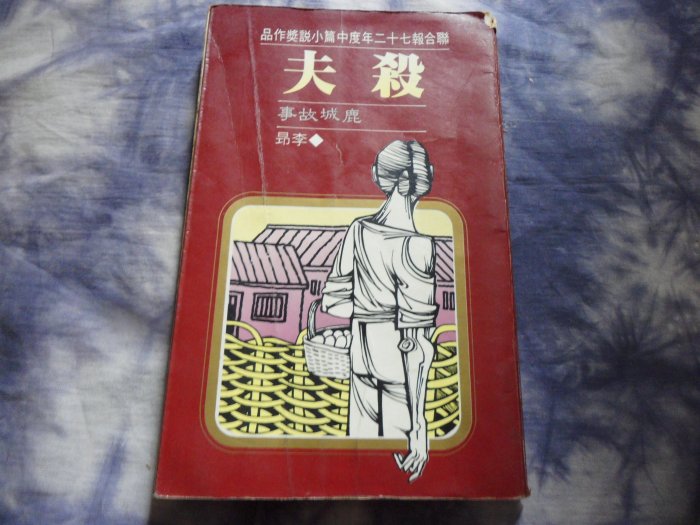 聯合報七十二年度中篇小說獎作品
殺夫
鹿城故事
◆李昂